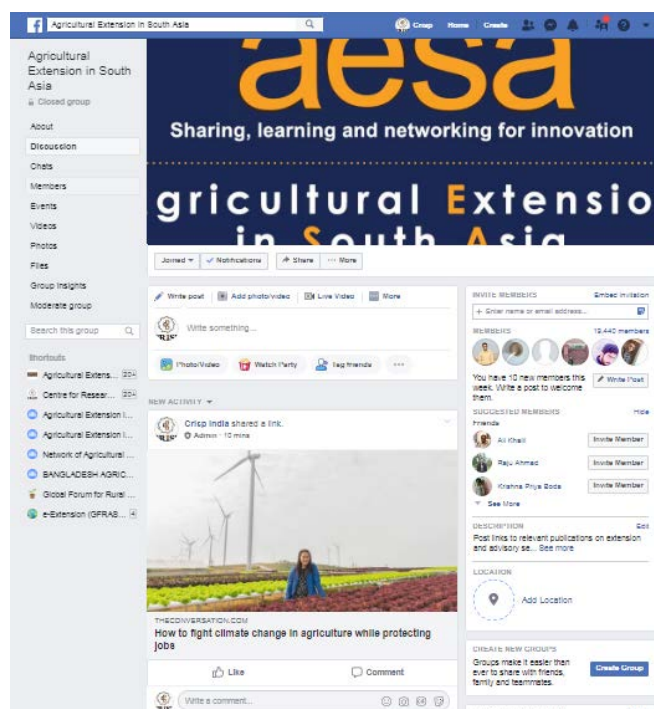 Agricultural Extension in South Asia
Crisp
Home
Create
Agricultural
Extension in South
Asia
Closed group
About
Discussion
Chats
Members
Events
Videos
Photos
Files
Group Insights
Moderate group
Search this group
Shortcuts
Agricultural Extens... 20+
Centre for Resear... 20+
Agricultural Extension I...
Agricultural Extension I...
Network of Agricultural ...
BANGLADESH AGRIC...
Global Forum for Rural ...
e-Extension (GFRAS... 4
aesa
Sharing, learning and networking for innovation
gricultural Extensio
in South Asia
Joined
Notifications
Share
More
Write post
Add photo/video
Live Video
More
Write something...
Photo/Video
Watch Party
Tag friends
NEW ACTIVITY
Crisp India shared a link.
Admin · 10 mins
THECONVERSATION.COM
How to fight climate change in agriculture while protecting
jobs
Like
Comment
Write a comment...
INVITE MEMBERS
Embed Invitation
+ Enter name or email address...
MEMBERS
19,440 members
You have 10 new members this
week. Write a post to welcome
them.
Write Post
SUGGESTED MEMBERS
Hide
Friends
Ali Khalil
Invite Member
Raju Ahmad
Invite Member
Krishna Priya Boda
Invite Member
See More
DESCRIPTION
Edit
Post links to relevant publications on extension
and advisory se... See more
LOCATION
Add Location
CREATE NEW GROUPS
Groups make it easier than
ever to share with friends,
family and teammates.
Create Group